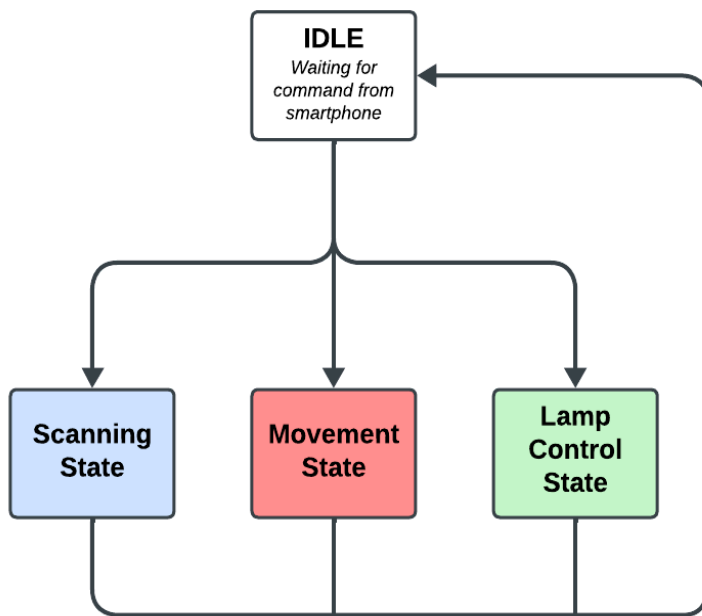 IDLE
Waiting for
command from
smartphone
Scanning
State
Movement
State
Lamp
Control
State